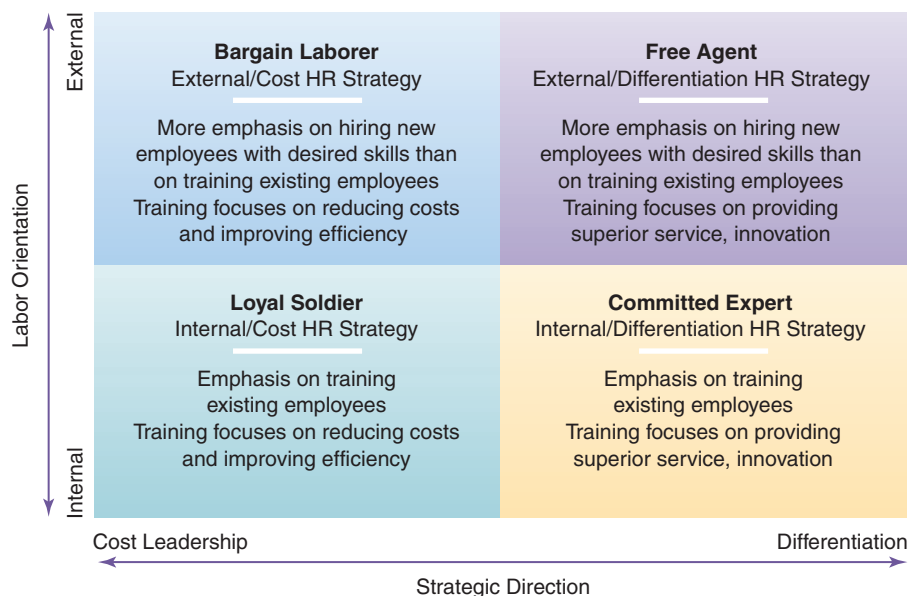 External
Bargain Laborer
External/Cost HR Strategy
More emphasis on hiring new
employees with desired skills than
on training existing employees
Training focuses on reducing costs
and improving efficiency
Free Agent
External/Differentiation HR Strategy
More emphasis on hiring new
employees with desired skills than
on training existing employees
Training focuses on providing
superior service, innovation
Labor Orientation
Loyal Soldier
Internal/Cost HR Strategy
Emphasis on training
existing employees
Training focuses on reducing costs
and improving efficiency
Committed Expert
Internal/Differentiation HR Strategy
Emphasis on training
existing employees
Training focuses on providing
superior service, innovation
Internal
Cost Leadership
Differentiation
Strategic Direction